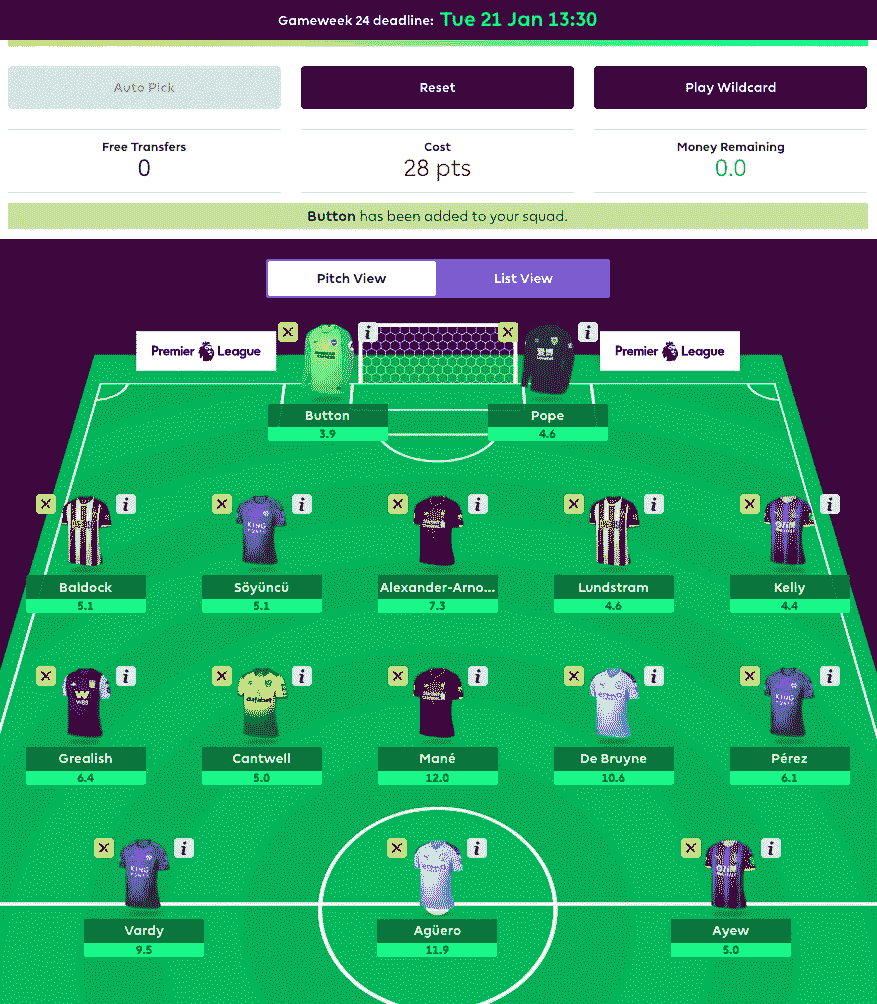 Gameweek 24 deadline: Tue 21 Jan 13:30
Auto Pick
Reset
Play Wildcard
Free Transfers
Cost
Money Remaining
0
28 pts
0.0
Button has been added to your squad.
Pitch View
List View
Premier League
Premier League
Button
Pope
3.9
4.6
Baldock
Söyüncü
Alexander-Arno...
Lundstram
Kelly
5.1
5.1
7.3
4.6
4.4
Grealish
Cantwell
Mané
De Bruyne
Pérez
6.4
5.0
12.0
10.6
6.1
Vardy
Agüero
Ayew
9.5
11.9
5.0